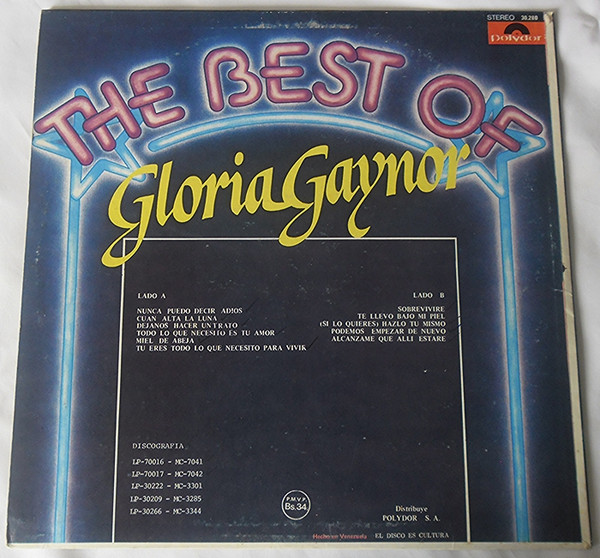 STEREO 30.289
Polydor
THE BEST OF
Gloria Gaynor
LADO A
NUNCA PUEDO DECIR ADIOS
CUAN ALTA LA LUNA
DEJANOS HACER UN TRATO
TODO LO QUE NECESITO ES TU AMOR
MIEL DE ABEJA
TU ERES TODO LO QUE NECESITO PARA VIVIR
LADO B
SOBREVIVIRE
TE LLEVO BAJO MI PIEL
(SI LO QUIERES) HAZLO TU MISMO
PODEMOS EMPEZAR DE NUEVO
ALCANZAME QUE ALLI ESTARE
DISCOGRAFIA
LP-70016 - MC-7041
LP-70017 - MC-7042
LP-30222 - MC-3301
LP-30209 - MC-3285
LP-30266 - MC-3344
P.M.V.P.
Bs.34
Distribuye
POLYDOR S. A.
Hecho en Venezuela EL DISCO ES CULTURA